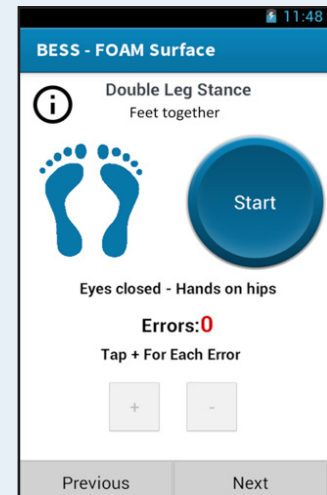 11:48
BESS - FOAM Surface
Double Leg Stance
Feet together
Start
Eyes closed - Hands on hips
Errors:0
Tap + For Each Error
+ -
Previous Next